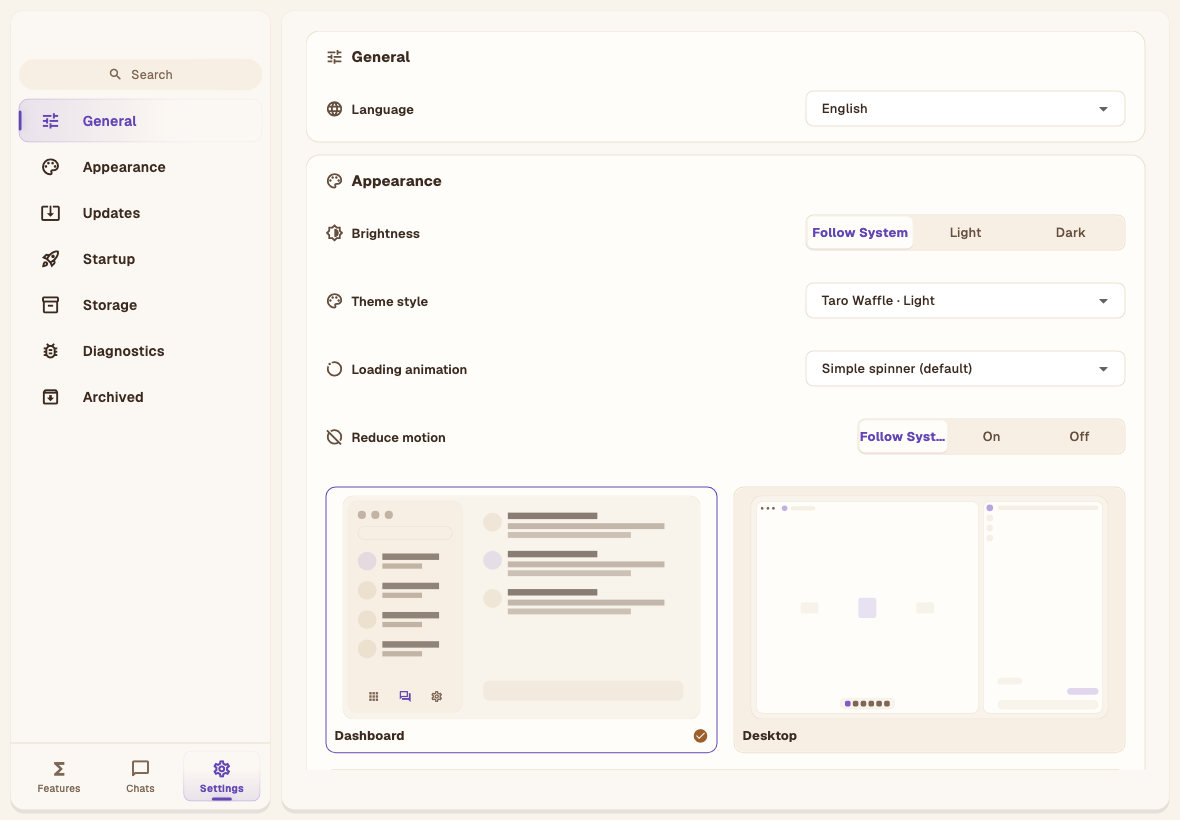 Search
General
Appearance
Updates
Startup
Storage
Diagnostics
Archived
Features
Chats
Settings
General
Language
English
Appearance
Brightness
Follow System
Light
Dark
Theme style
Taro Waffle · Light
Loading animation
Simple spinner (default)
Reduce motion
Follow Syst...
On
Off
Dashboard
Desktop